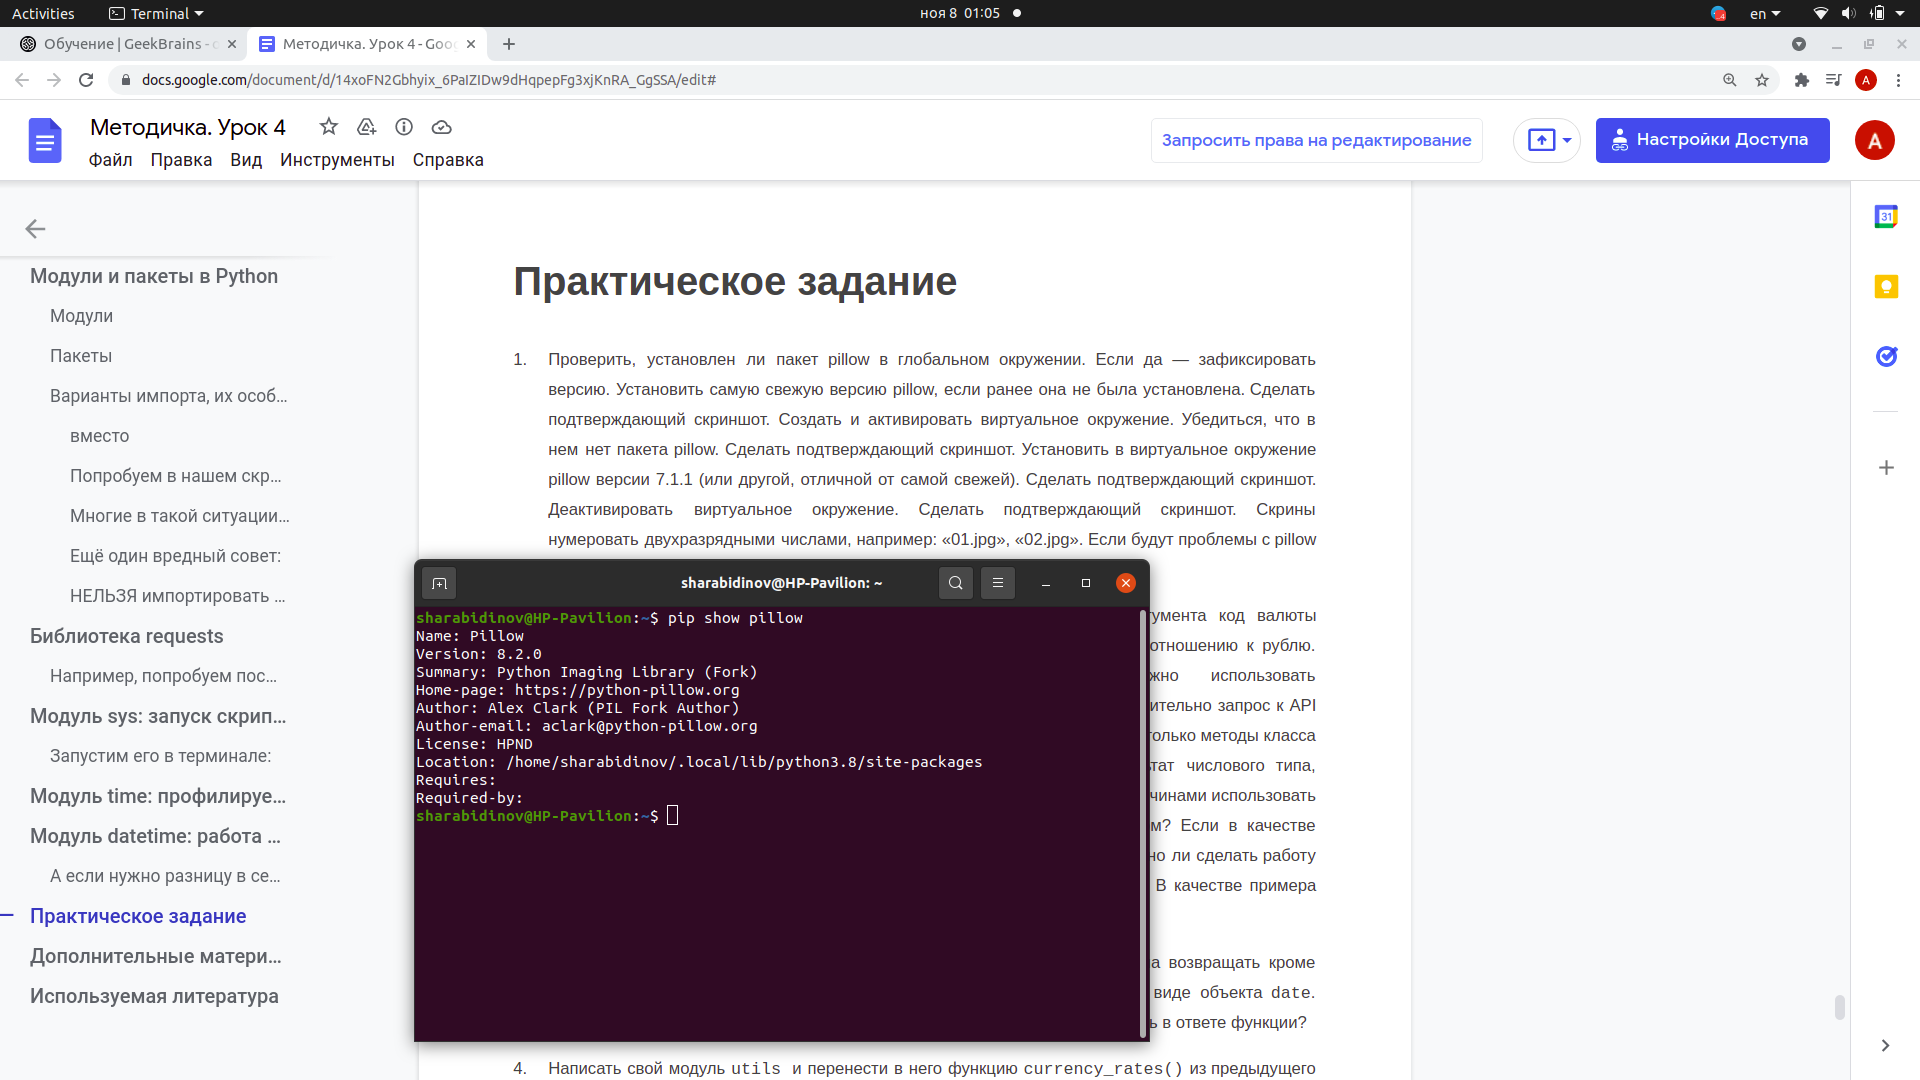 Activities
Terminal
ноя 8 01:05
en
Обучение | GeekBrains -
Методичка. Урок 4 - Goo
docs.google.com/document/d/14xoFN2Gbhyix_6PaIZIDw9dHqpepFg3xjKnRA_GgSSA/edit#
A
Методичка. Урок 4
Файл Правка Вид Инструменты Справка
Запросить права на редактирование
Настройки Доступа
A
31
Модули и пакеты в Python
Модули
Пакеты
Варианты импорта, их особ...
вместо
Попробуем в нашем скр...
Многие в такой ситуации...
Ещё один вредный совет:
НЕЛЬЗЯ импортировать ...
Библиотека requests
Например, попробуем пос...
Модуль sys: запуск скрип...
Запустим его в терминале:
Модуль time: профилируе...
Модуль datetime: работа ...
А если нужно разницу в се...
Практическое задание
Дополнительные матери...
Используемая литература
Практическое задание
1. Проверить, установлен ли пакет pillow в глобальном окружении. Если да — зафиксировать
версию. Установить самую свежую версию pillow, если ранее она не была установлена. Сделать
подтверждающий скриншот. Создать и активировать виртуальное окружение. Убедиться, что в
нем нет пакета pillow. Сделать подтверждающий скриншот. Установить в виртуальное окружение
pillow версии 7.1.1 (или другой, отличной от самой свежей). Сделать подтверждающий скриншот.
Деактивировать виртуальное окружение. Сделать подтверждающий скриншот. Скрины
нумеровать двухразрядными числами, например: «01.jpg», «02.jpg». Если будут проблемы с pillow
sharabidinov@HP-Pavilion: ~
sharabidinov@HP-Pavilion:~$ pip show pillow
Name: Pillow
Version: 8.2.0
Summary: Python Imaging Library (Fork)
Home-page: https://python-pillow.org
Author: Alex Clark (PIL Fork Author)
Author-email: aclark@python-pillow.org
License: HPND
Location: /home/sharabidinov/.local/lib/python3.8/site-packages
Requires:
Required-by:
sharabidinov@HP-Pavilion:~$
умента код валюты
отношению к рублю.
жно использовать
ительно запрос к API
только методы класса
тат числового типа,
чинами использовать
м? Если в качестве
но ли сделать работу
В качестве примера
а возвращать кроме
виде объекта date.
ь в ответе функции?
4. Написать свой модуль utils и перенести в него функцию currency_rates() из предыдущего